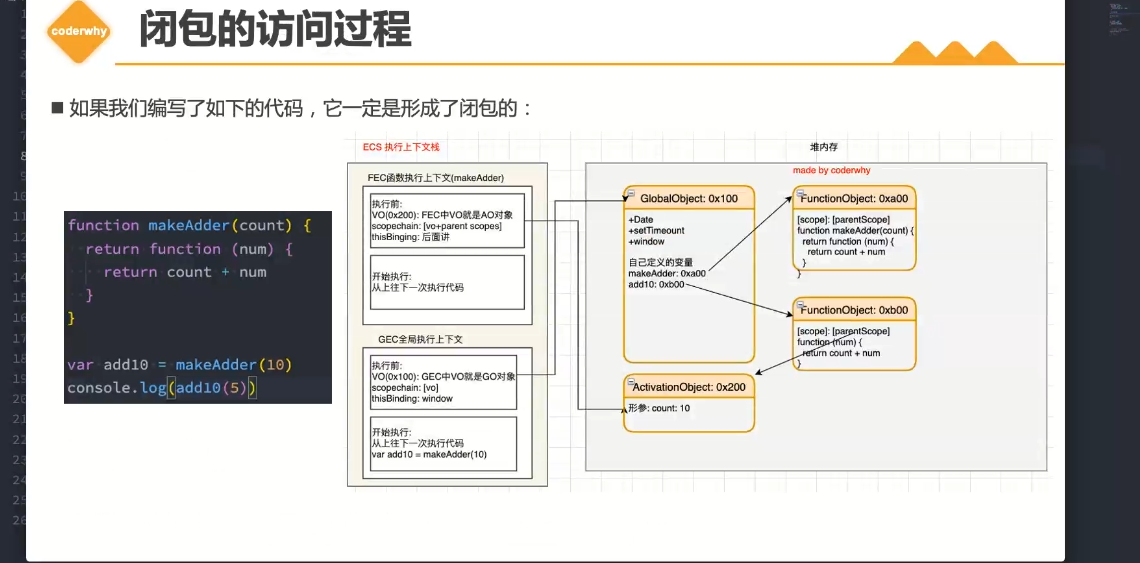 coderwhy
闭包的访问过程
■ 如果我们编写了如下的代码，它一定是形成了闭包的：
function makeAdder(count) {
return function (num) {
return count + num
}
}
var add10 = makeAdder(10)
console.log(add10(5))
ECS 执行上下文栈
FEC函数执行上下文(makeAdder)
执行前:
VO(0x200): FEC中VO就是AO对象
scopechain: [vo+parent scopes]
thisBinging: 后面讲
开始执行:
从上往下一次执行代码
GEC全局执行上下文
执行前:
VO(0x100): GEC中VO就是GO对象
scopechain: [vo]
thisBinding: window
开始执行:
从上往下一次执行代码
var add10 = makeAdder(10)
堆内存
made by coderwhy
GlobalObject: 0x100
+Date
+setTimeount
+window
自己定义的变量
makeAdder: 0xa00
add10: 0xb00
FunctionObject: 0xa00
[scope]: [parentScope]
function makeAdder(count) {
return function (num) {
return count + num
}
}
FunctionObject: 0xb00
[scope]: [parentScope]
function (num) {
return count + num
}
ActivationObject: 0x200
形参: count: 10